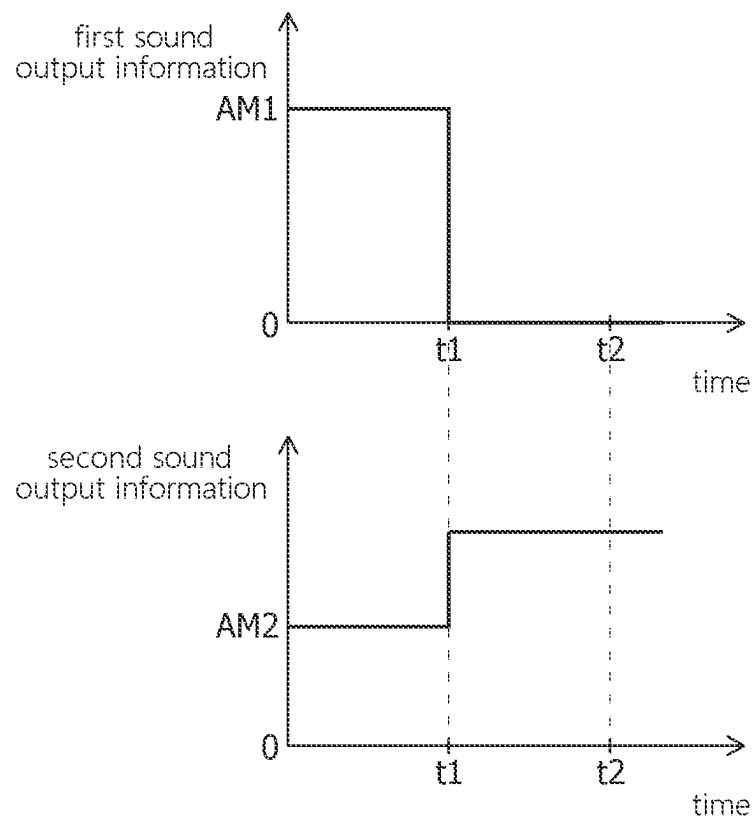 first sound
output information
AM1
0
t1
t2
time
second sound
output information
AM2
0
t1
t2
time